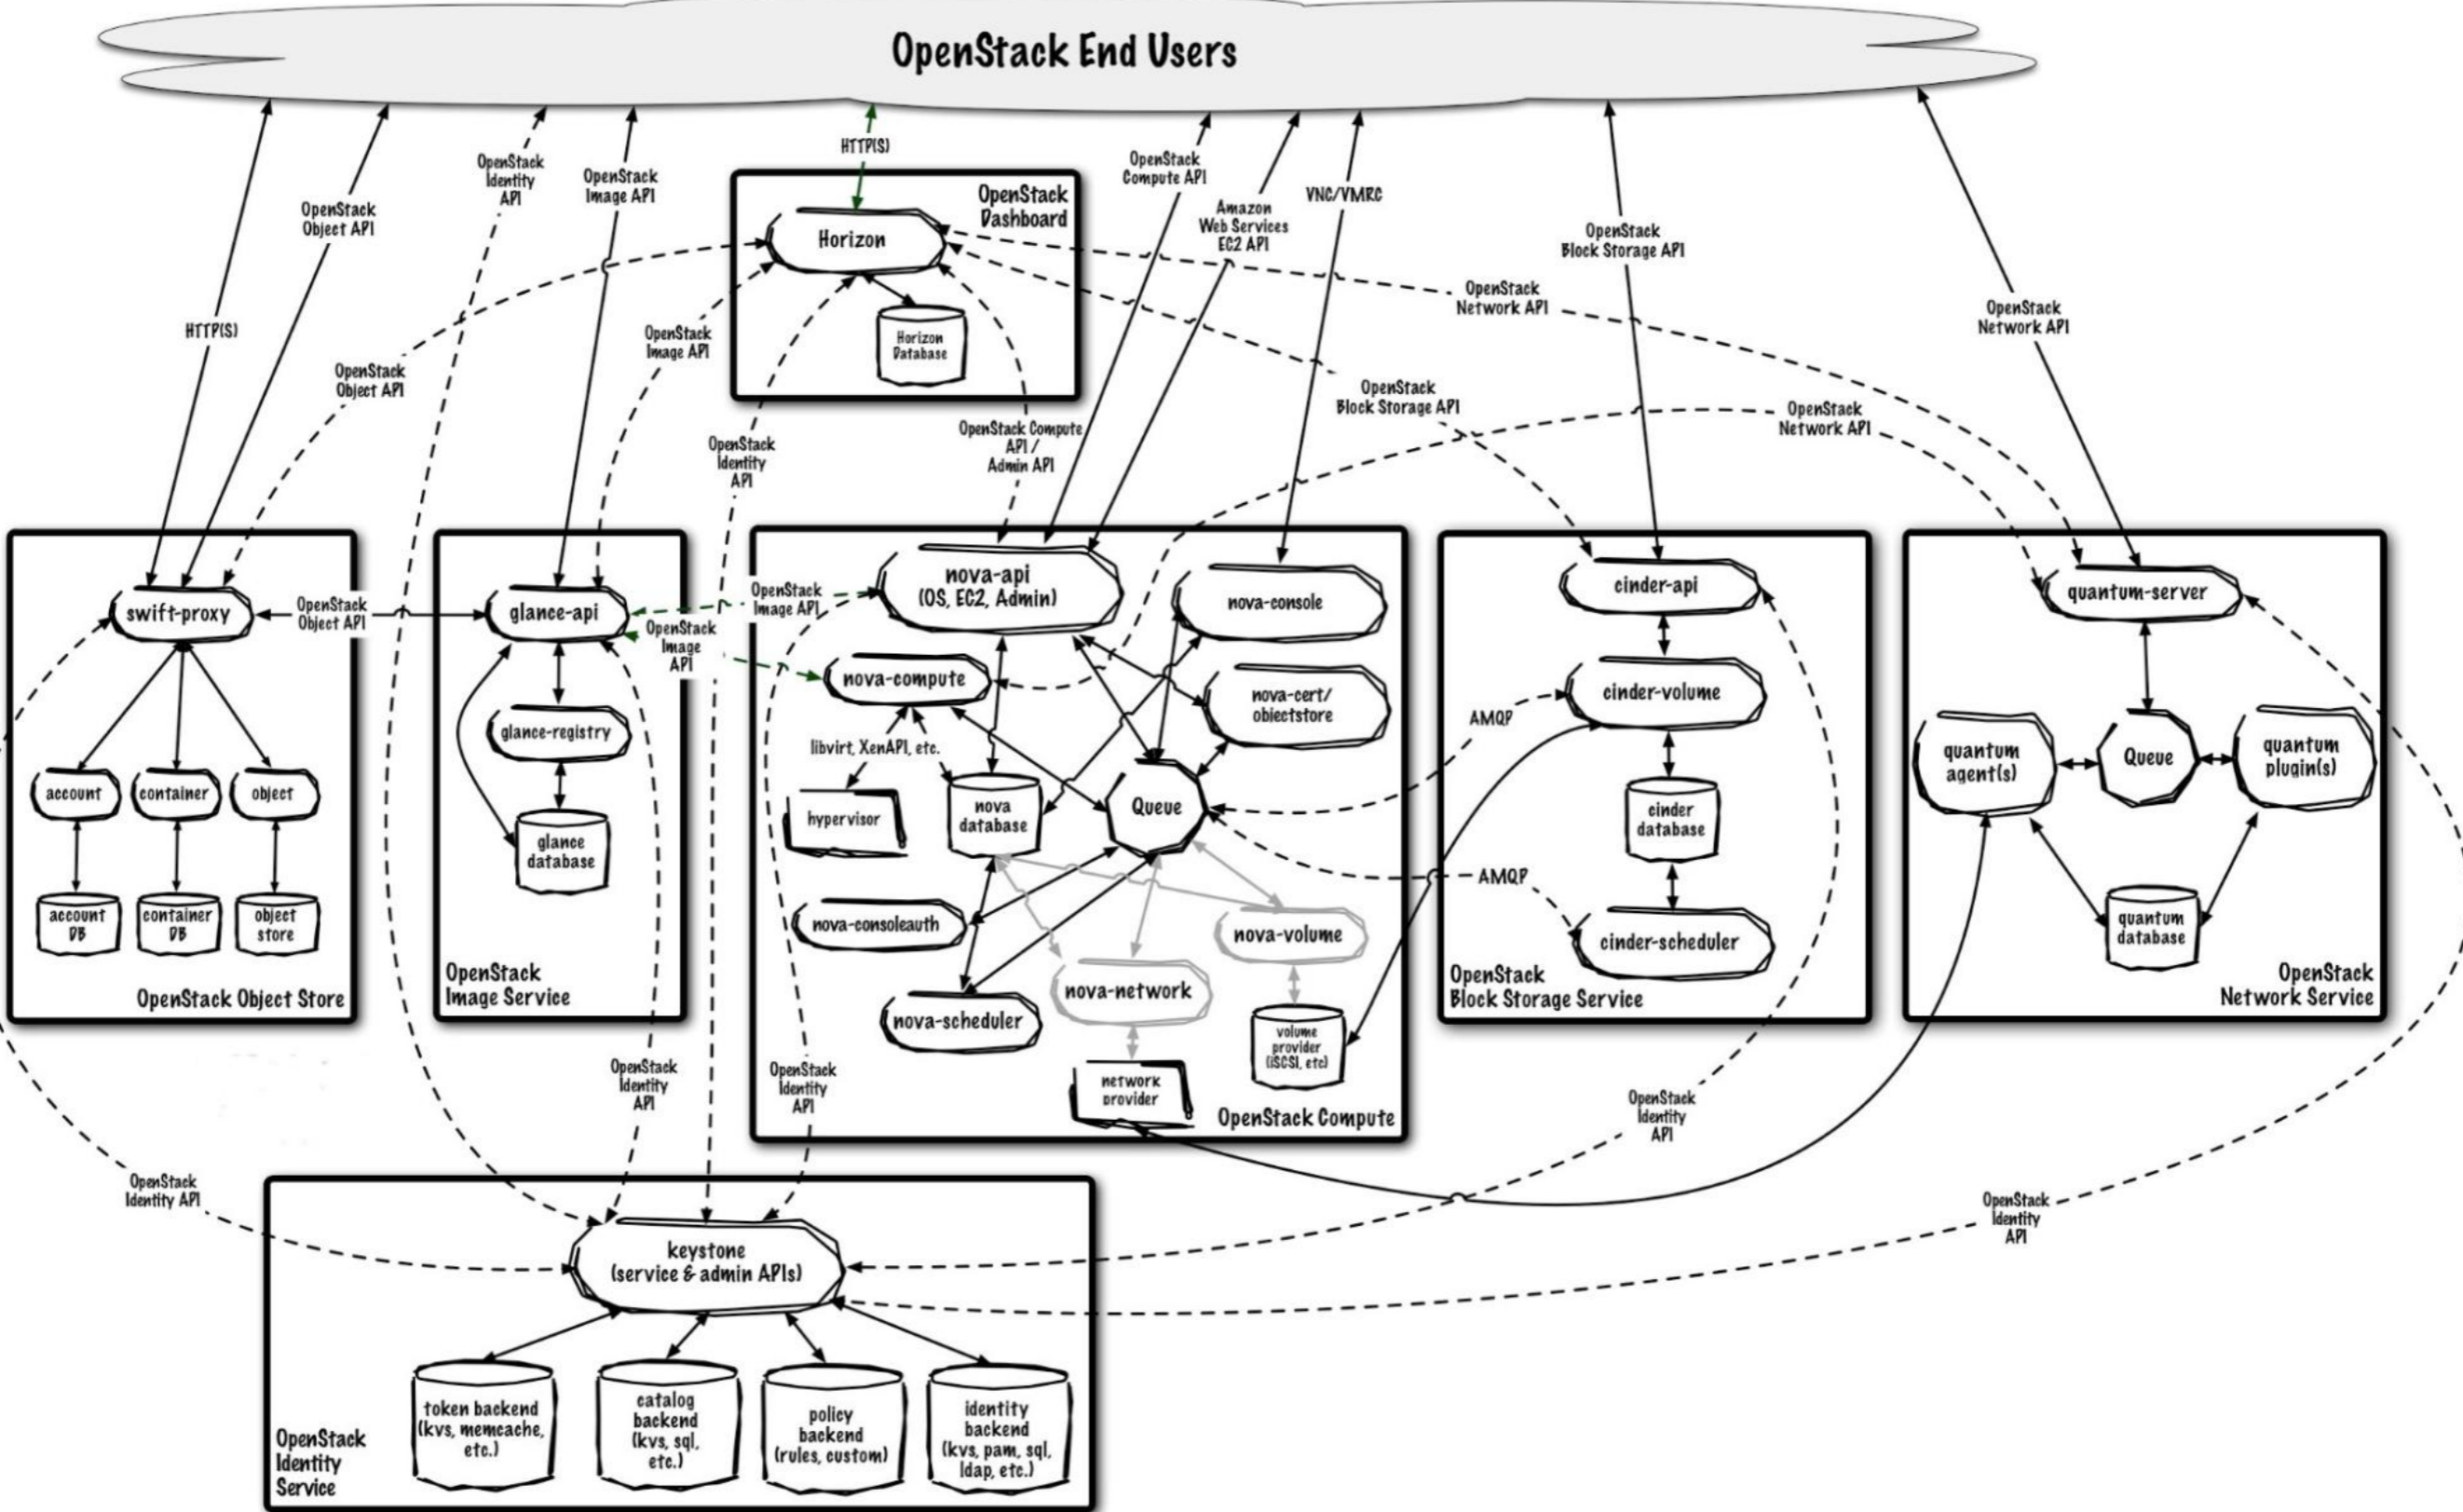 OpenStack End Users
HTTP(S)
OpenStack
Object API
OpenStack
Identity
API
OpenStack
Image API
HTTP(S)
OpenStack
Compute API
Amazon
Web Services
EC2 API
VNC/VMRC
OpenStack
Block Storage API
OpenStack
Network API
OpenStack
Dashboard
Horizon
Horizon
Database
OpenStack
Object API
OpenStack
Image API
OpenStack
Identity
API
OpenStack Compute
API /
Admin API
OpenStack
Network API
OpenStack
Block Storage API
OpenStack
Network API
swift-proxy
account
container
object
account
DB
container
DB
object
store
OpenStack Object Store
OpenStack
Object API
glance-api
glance-registry
glance
database
OpenStack
Image Service
OpenStack
Image API
OpenStack
Image
API
nova-api
(OS, EC2, Admin)
nova-console
nova-compute
nova-cert/
objectstore
libvirt, XenAPI, etc.
hypervisor
nova
database
Queue
nova-consoleauth
nova-volume
nova-network
nova-scheduler
volume
provider
(iSCSI, etc)
network
provider
OpenStack Compute
AMQP
AMQP
cinder-api
cinder-volume
cinder
database
cinder-scheduler
OpenStack
Block Storage Service
quantum-server
quantum
agent(s)
Queue
quantum
plugin(s)
quantum
database
OpenStack
Network Service
OpenStack
Identity API
OpenStack
Identity
API
OpenStack
Identity
API
OpenStack
Identity
API
OpenStack
Identity
API
keystone
(service & admin APIs)
token backend
(kvs, memcache,
etc.)
catalog
backend
(kvs, sql,
etc.)
policy
backend
(rules, custom)
identity
backend
(kvs, pam, sql,
ldap, etc.)
OpenStack
Identity
Service